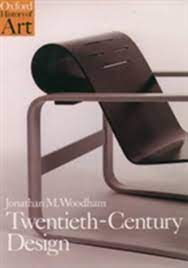 Oxford
History of
Art
Jonathan M. Woodham
Twentieth-Century
Design